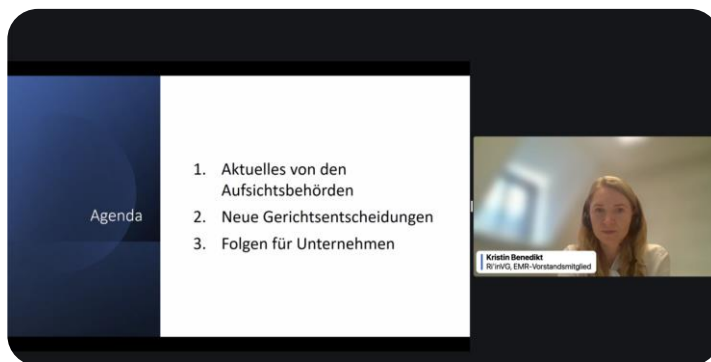 Agenda
1. Aktuelles von den
Aufsichtsbehörden
2. Neue Gerichtsentscheidungen
3. Folgen für Unternehmen
Kristin Benedikt
Ri'inVG, EMR-Vorstandsmitglied